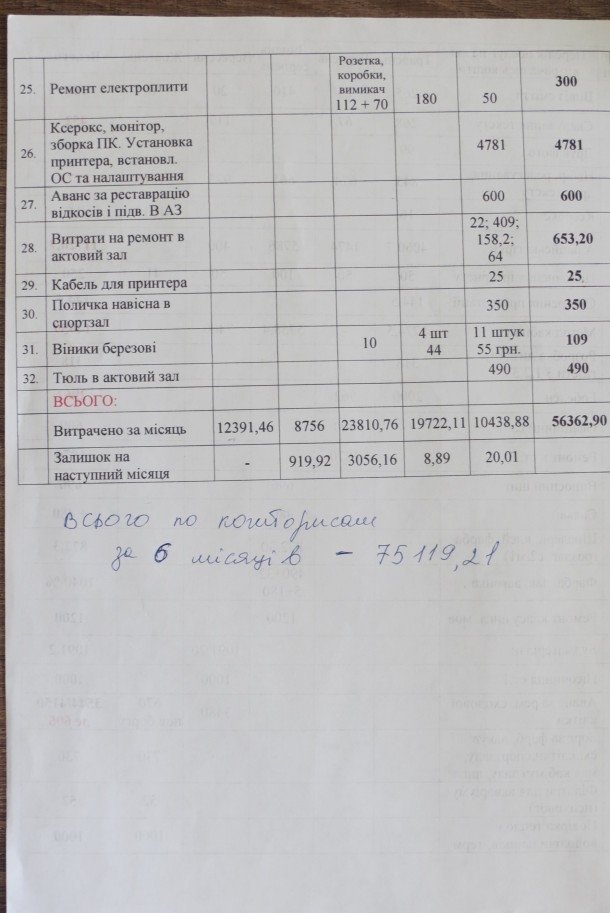 25. Ремонт електроплити Розетка, коробки, вимикач 112 + 70 180 50 300
26. Ксерокс, монітор, зборка ПК. Установка принтера, встановл. ОС та налаштування 4781 4781
27. Аванс за реставрацію відкосів і підв. В АЗ 600 600
28. Витрати на ремонт в актовий зал 22; 409; 158,2; 64 653,20
29. Кабель для принтера 25 25
30. Поличка навісна в спортзал 350 350
31. Віники березові 10 4 шт 44 11 штук 55 грн. 109
32. Тюль в актовий зал 490 490
ВСЬОГО:
Витрачено за місяць 12391,46 8756 23810,76 19722,11 10438,88 56362,90
Залишок на наступний місяця - 919,92 3056,16 8,89 20,01
Всього по кошторисам
за 6 місяців – 75119,21